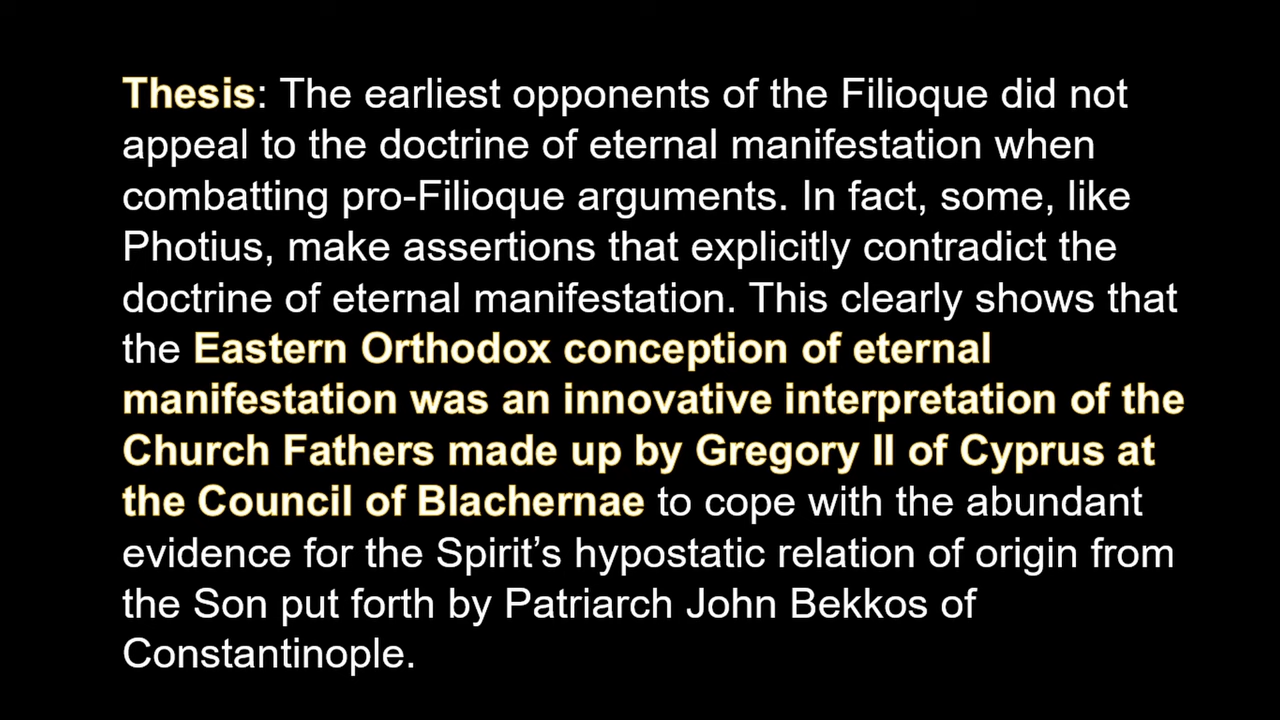 Thesis: The earliest opponents of the Filioque did not
appeal to the doctrine of eternal manifestation when
combatting pro-Filioque arguments. In fact, some, like
Photius, make assertions that explicitly contradict the
doctrine of eternal manifestation. This clearly shows that
the Eastern Orthodox conception of eternal
manifestation was an innovative interpretation of the
Church Fathers made up by Gregory II of Cyprus at
the Council of Blachernae to cope with the abundant
evidence for the Spirit’s hypostatic relation of origin from
the Son put forth by Patriarch John Bekkos of
Constantinople.